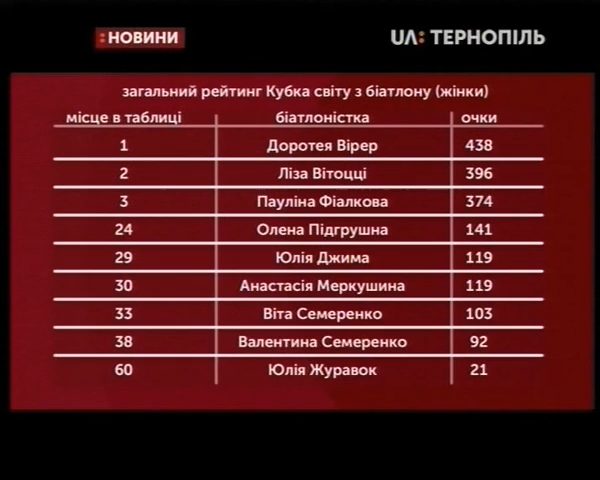 :НОВИНИ
UA: ТЕРНОПІЛЬ
загальний рейтинг Кубка світу з біатлону (жінки)
місце в таблиці біатлоністка очки
1 Доротея Вірер 438
2 Ліза Вітоцці 396
3 Пауліна Фіалкова 374
24 Олена Підгрушна 141
29 Юлія Джима 119
30 Анастасія Меркушина 119
33 Віта Семеренко 103
38 Валентина Семеренко 92
60 Юлія Журавок 21